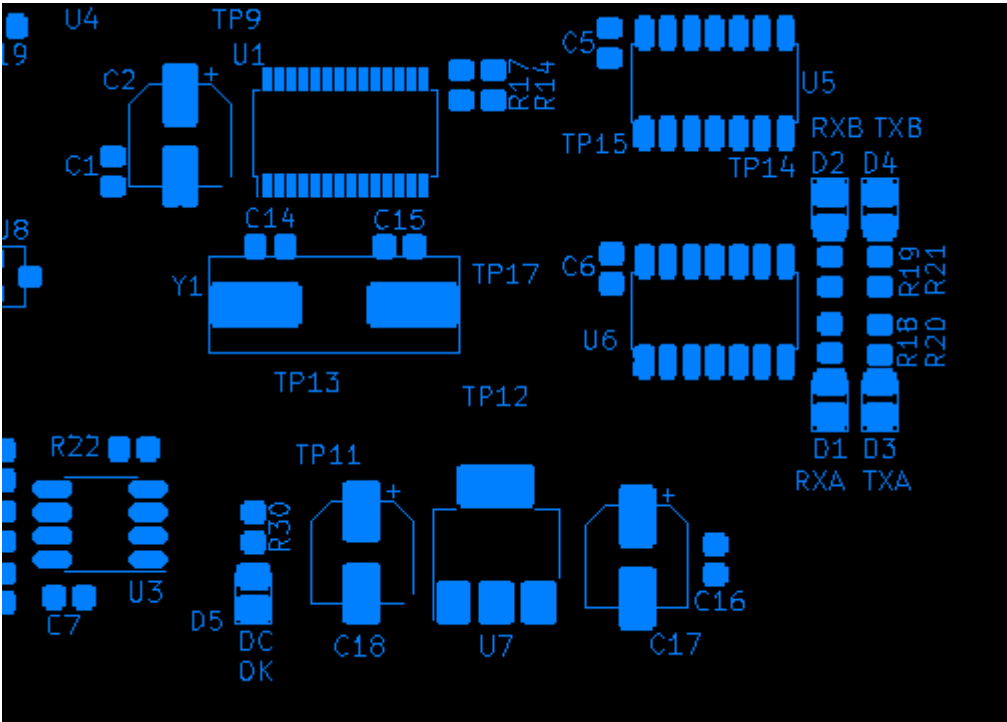 U4
TP9
19
U1
C2
+
R17
R14
C5
U5
RXB TXB
TP15
TP14
D2 D4
C1
C14
C15
J8
C6
R19
R21
Y1
TP17
U6
R18
R20
TP13
TP12
D1 D3
RXA TXA
R22
TP11
+
+
R30
U3
C7
D5
DC
OK
C18
U7
C17
C16